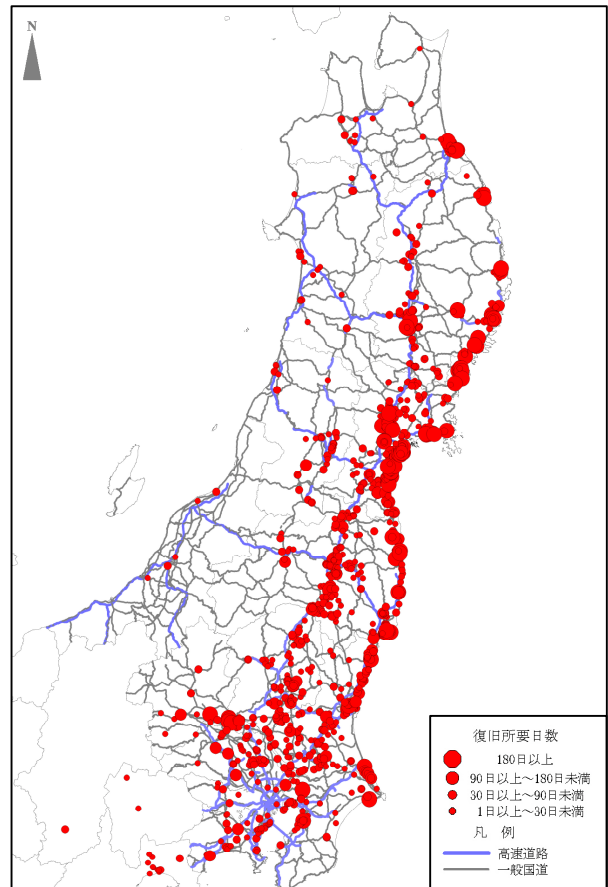 N
復旧所要日数
180日以上
90日以上～180日未満
30日以上～90日未満
1日以上～30日未満
凡 例
高速道路
一般国道